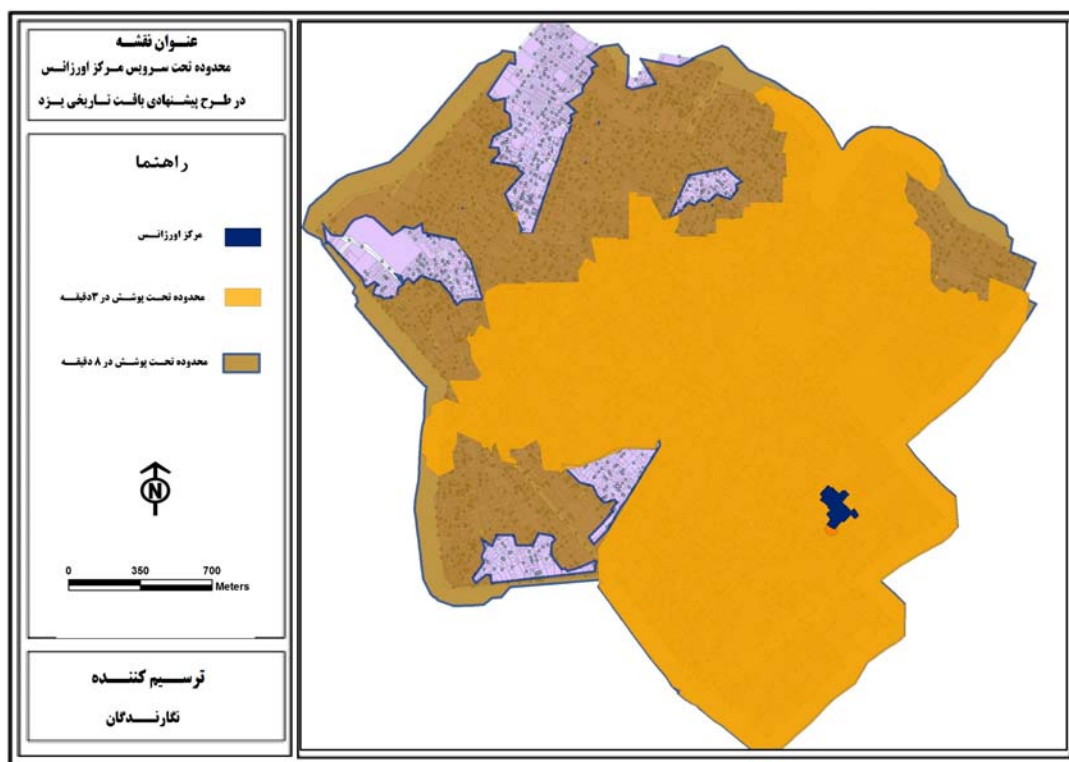 عنوان نقشه
محدوده تحت سرویس مرکز اورژانس
در طرح پیشنهادی بافت تاریخی یزد
راهنما
مرکز اورژانس
محدوده تحت پوشش در ۳دقیقه
محدوده تحت پوشش در ۸ دقیقه
N
0 350 700
Meters
ترسیم کننده
نگارندگان